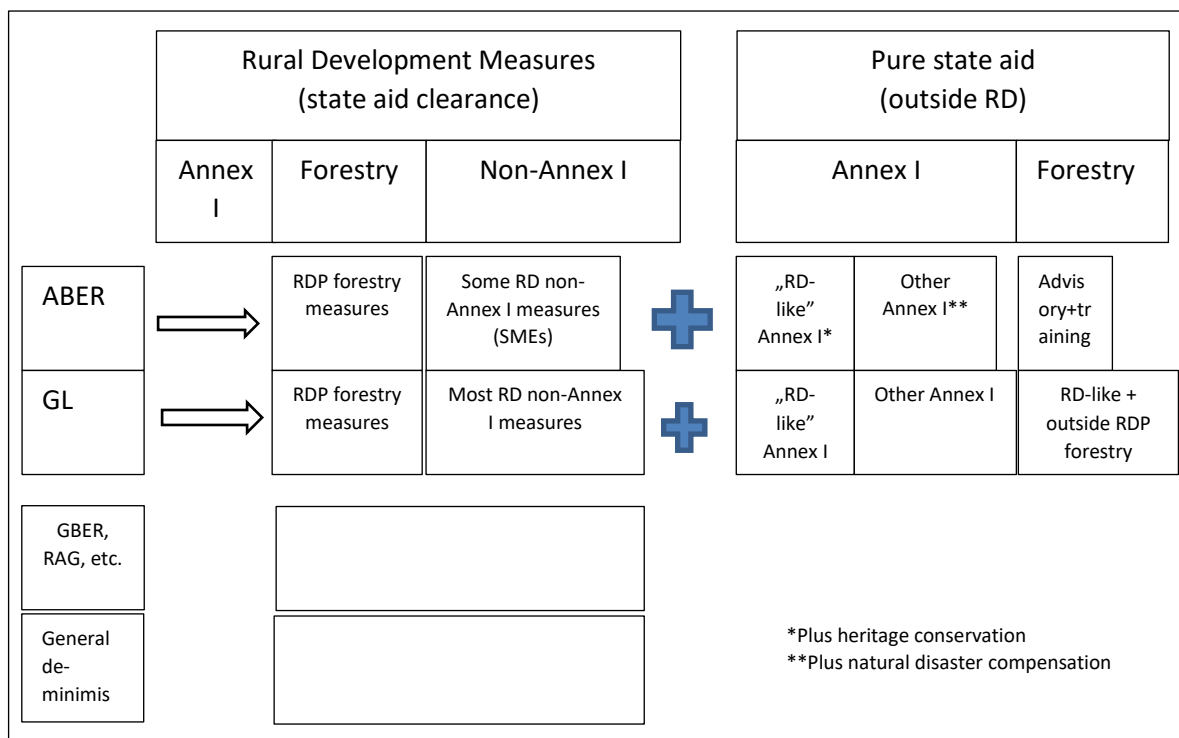 Rural Development Measures
(state aid clearance)
Pure state aid
(outside RD)
Annex
I
Forestry
Non-Annex I
Annex I
Forestry
ABER
RDP forestry
measures
Some RD non-
Annex I measures
(SMEs)
„RD-
like”
Annex I*
Other
Annex I**
Advis
ory+tr
aining
GL
RDP forestry
measures
Most RD non-Annex
I measures
„RD-
like”
Annex I
Other Annex I
RD-like +
outside RDP
forestry
GBER,
RAG, etc.
General
de-
minimis
*Plus heritage conservation
**Plus natural disaster compensation